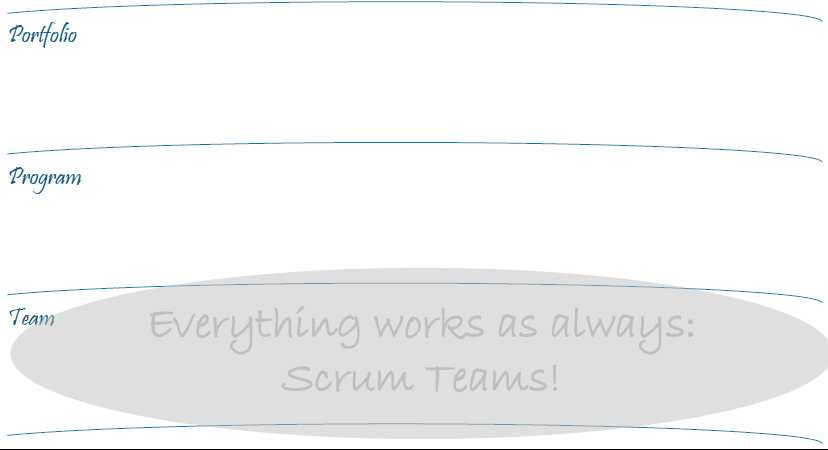 Portfolio
Program
Team
Everything works as always:
Scrum Teams!